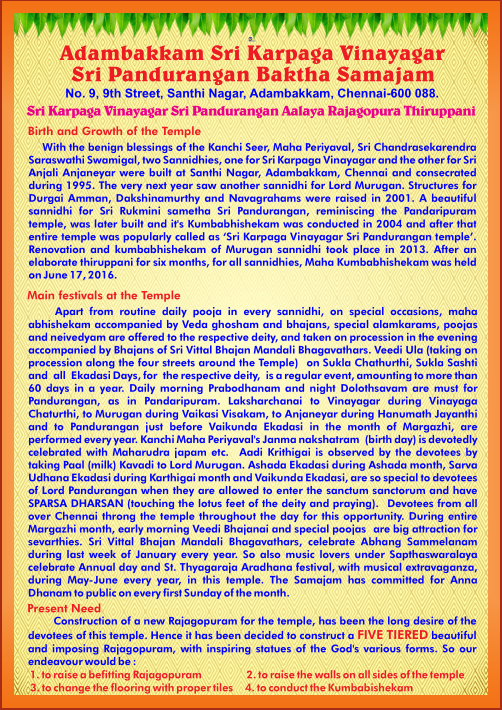 Adambakkam Sri Karpaga Vinayagar
Sri Pandurangan Baktha Samajam
No. 9, 9th Street, Santhi Nagar, Adambakkam, Chennai-600 088.
Sri Karpaga Vinayagar Sri Pandurangan Aalaya Rajagopura Thiruppani
Birth and Growth of the Temple
With the benign blessings of the Kanchi Seer, Maha Periyaval, Sri Chandrasekarendra
Saraswathi Swamigal, two Sannidhies, one for Sri Karpaga Vinayagar and the other for Sri
Anjali Anjaneyar were built at Santhi Nagar, Adambakkam, Chennai and consecrated
during 1995. The very next year saw another sannidhi for Lord Murugan. Structures for
Durgai Amman, Dakshinamurthy and Navagrahams were raised in 2001. A beautiful
sannidhi for Sri Rukmini sametha Sri Pandurangan, reminiscing the Pandaripuram
temple, was later built and it's Kumbabhishekam was conducted in 2004 and after that
entire temple was popularly called as ‘Sri Karpaga Vinayagar Sri Pandurangan temple’.
Renovation and kumbabhishekam of Murugan sannidhi took place in 2013. After an
elaborate thiruppani for six months, for all sannidhies, Maha Kumbabhishekam was held
on June 17, 2016.
Main festivals at the Temple
Apart from routine daily pooja in every sannidhi, on special occasions, maha
abhishekam accompanied by Veda ghosham and bhajans, special alamkarams, poojas
and neivedyam are offered to the respective deity, and taken on procession in the evening
accompanied by Bhajans of Sri Vittal Bhajan Mandali Bhagavathars. Veedi Ula (taking on
procession along the four streets around the Temple) on Sukla Chathurthi, Sukla Sashti
and all Ekadasi Days, for the respective deity, is a regular event, amounting to more than
60 days in a year. Daily morning Prabodhanam and night Dolothsavam are must for
Pandurangan, as in Pandaripuram. Laksharchanai to Vinayagar during Vinayaga
Chaturthi, to Murugan during Vaikasi Visakam, to Anjaneyar during Hanumath Jayanthi
and to Pandurangan just before Vaikunda Ekadasi in the month of Margazhi, are
performed every year. Kanchi Maha Periyaval's Janma nakshatram (birth day) is devotedly
celebrated with Maharudra japam etc. Aadi Krithigai is observed by the devotees by
taking Paal (milk) Kavadi to Lord Murugan. Ashada Ekadasi during Ashada month, Sarva
Udhana Ekadasi during Karthigai month and Vaikunda Ekadasi, are so special to devotees
of Lord Pandurangan when they are allowed to enter the sanctum sanctorum and have
SPARSA DHARSAN (touching the lotus feet of the deity and praying). Devotees from all
over Chennai throng the temple throughout the day for this opportunity. During entire
Margazhi month, early morning Veedi Bhajanai and special poojas are big attraction for
sevarthies. Sri Vittal Bhajan Mandali Bhagavathars, celebrate Abhang Sammelanam
during last week of January every year. So also music lovers under Sapthaswaralaya
celebrate Annual day and St. Thyagaraja Aradhana festival, with musical extravaganza,
during May-June every year, in this temple. The Samajam has committed for Anna
Dhanam to public on every first Sunday of the month.
Present Need
Construction of a new Rajagopuram for the temple, has been the long desire of the
devotees of this temple. Hence it has been decided to construct a FIVE TIERED beautiful
and imposing Rajagopuram, with inspiring statues of the God's various forms. So our
endeavour would be :
1. to raise a befitting Rajagopuram 2. to raise the walls on all sides of the temple
3. to change the flooring with proper tiles 4. to conduct the Kumbabishekam